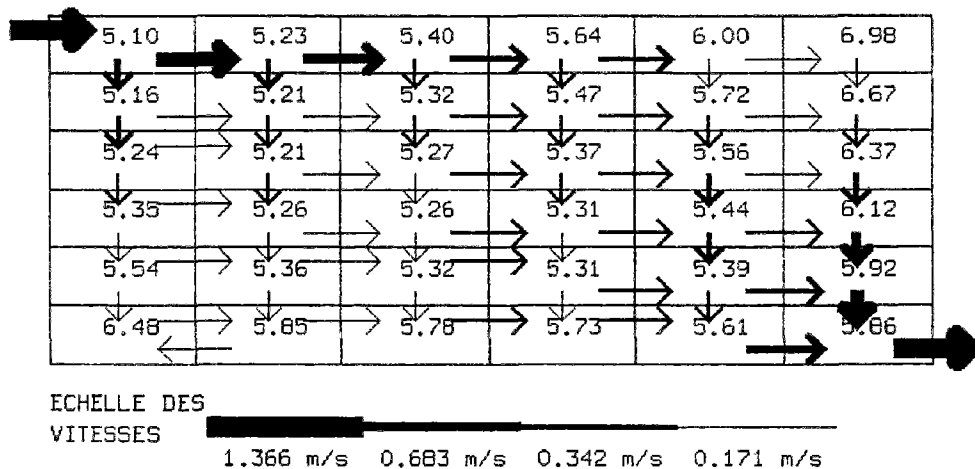 5.10 5.23 5.40 5.64 6.00 6.98
5.16 5.21 5.32 5.47 5.72 6.67
5.24 5.21 5.27 5.37 5.56 6.37
5.35 5.26 5.26 5.31 5.44 6.12
5.54 5.36 5.32 5.31 5.39 5.92
6.48 5.85 5.78 5.73 5.61 5.86
ECHELLE DES
VITESSES
1.366 m/s 0.683 m/s 0.342 m/s 0.171 m/s